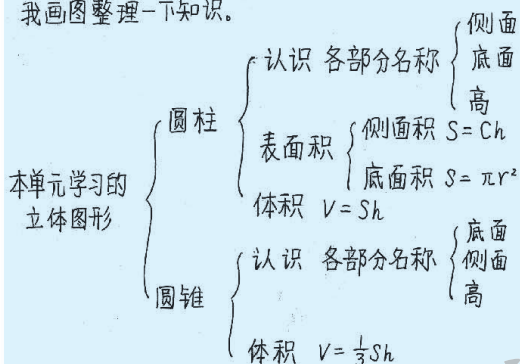 我画图整理一下知识。
本单元学习的
立体图形
圆柱
认识 各部分名称
侧面
底面
高
表面积
侧面积 S=Ch
底面积 S=πr²
体积 V=Sh
圆锥
认识 各部分名称
底面
侧面
高
体积 V=⅓Sh